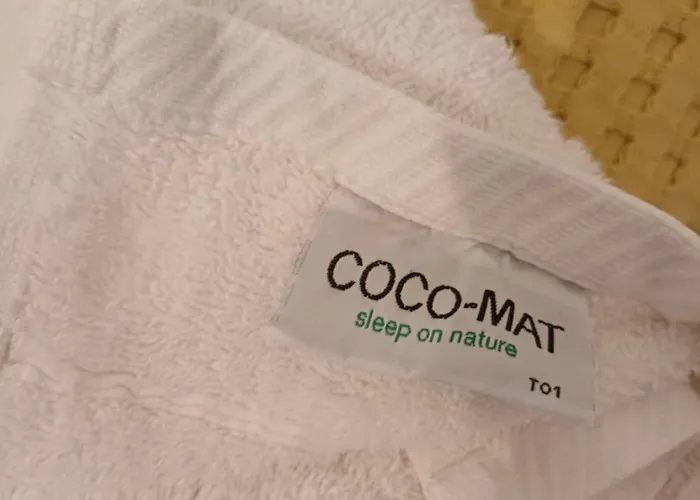 COCO-MAT
sleep on nature
T01